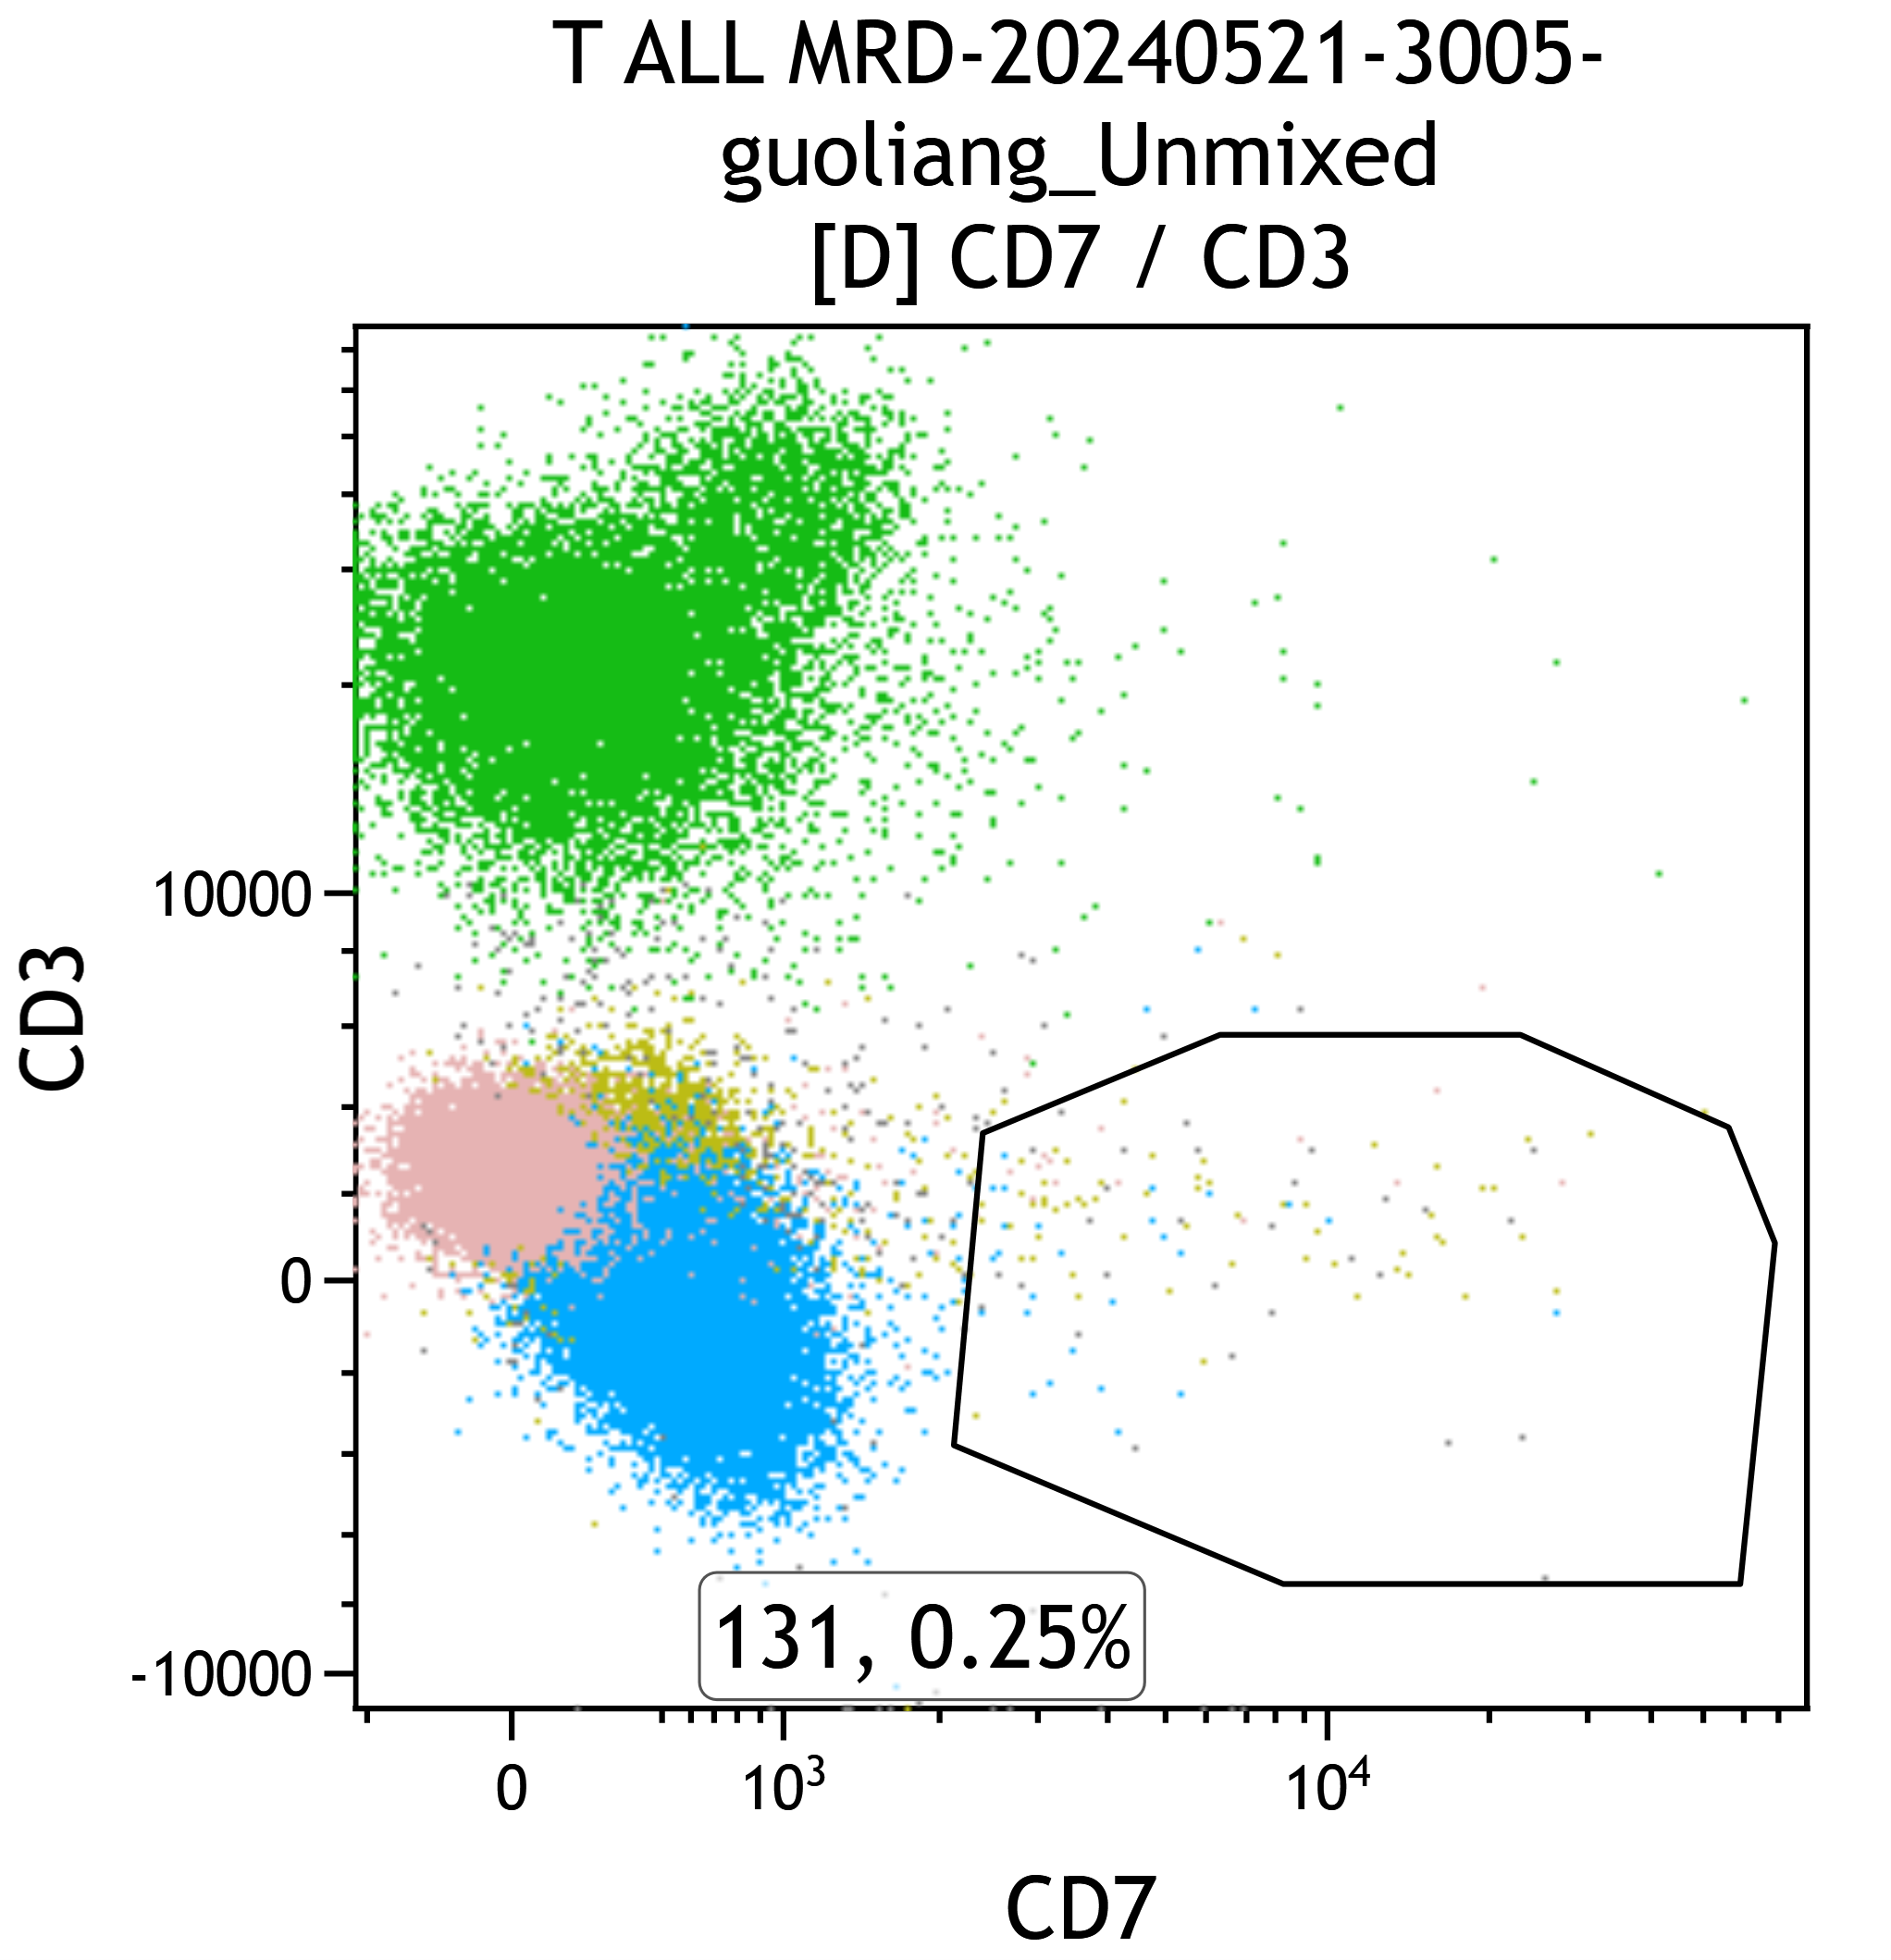 T ALL MRD-20240521-3005-
guoliang_Unmixed
[D] CD7 / CD3
CD3
10000
0
-10000
131, 0.25%
0
10³
10⁴
CD7